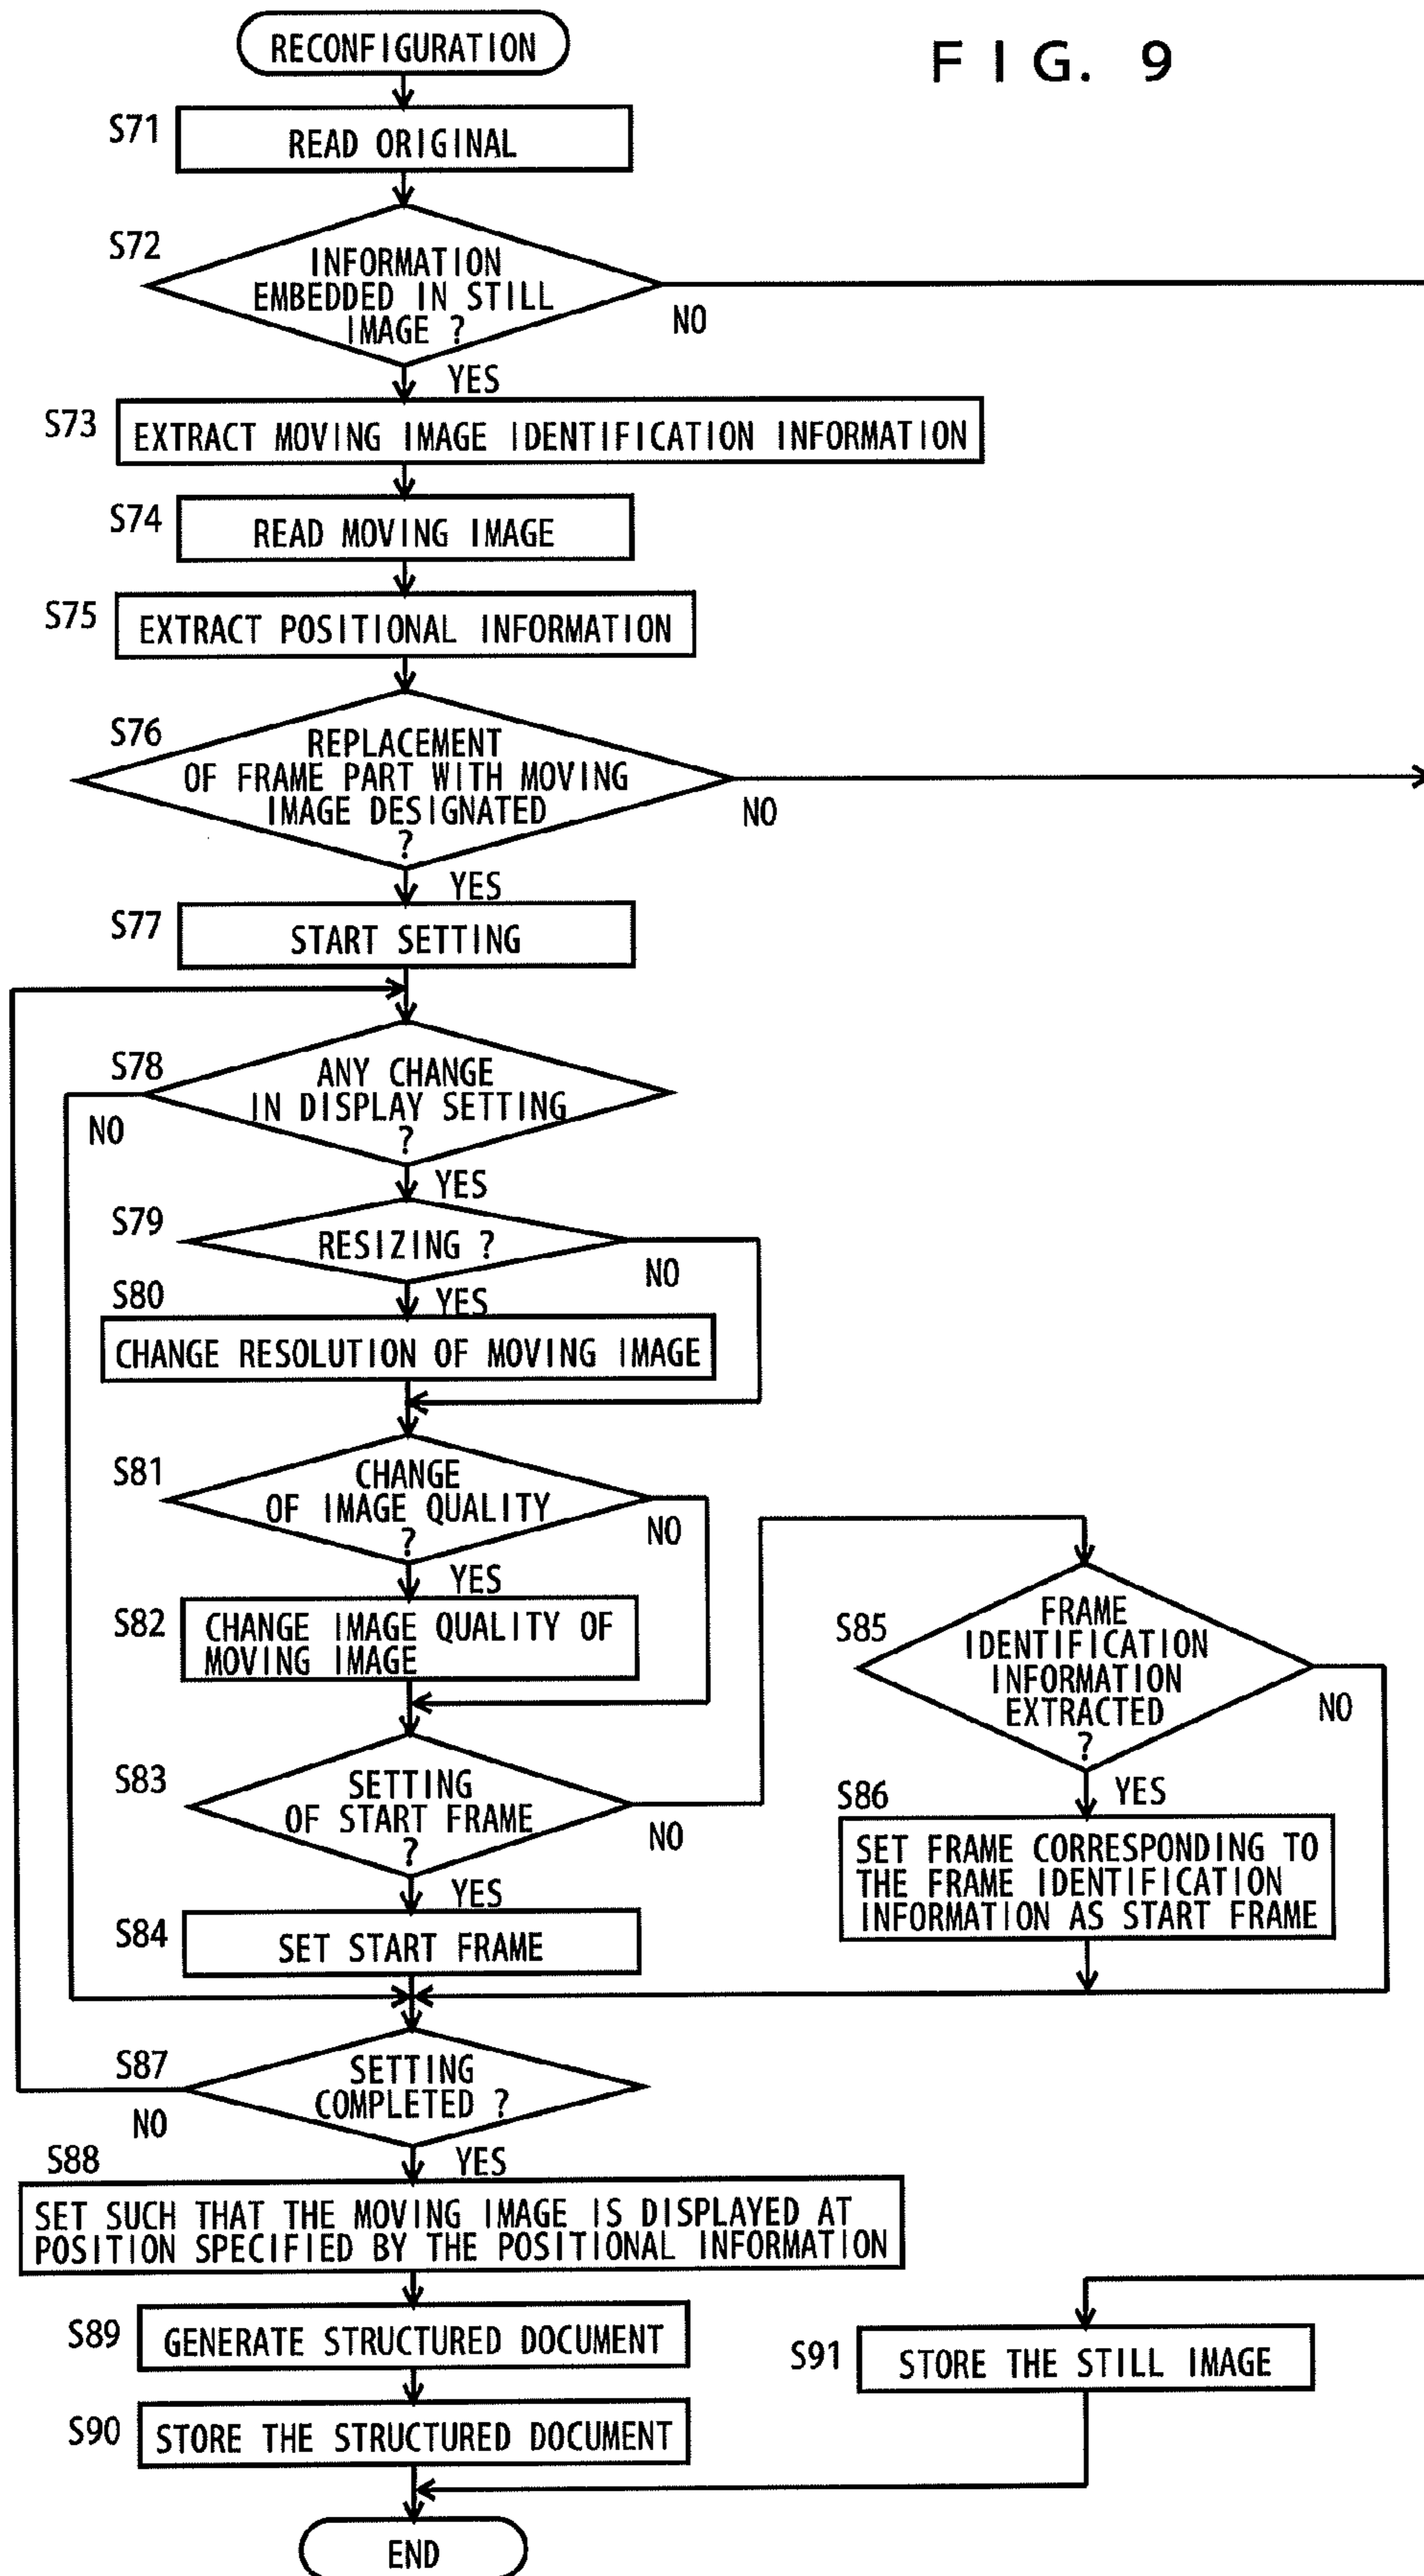 RECONFIGURATION
FIG. 9
S71
READ ORIGINAL
S72
INFORMATION
EMBEDDED IN STILL
IMAGE ?
NO
YES
S73
EXTRACT MOVING IMAGE IDENTIFICATION INFORMATION
S74
READ MOVING IMAGE
S75
EXTRACT POSITIONAL INFORMATION
S76
REPLACEMENT
OF FRAME PART WITH MOVING
IMAGE DESIGNATED
?
NO
YES
S77
START SETTING
S78
ANY CHANGE
IN DISPLAY SETTING
?
NO
YES
S79
RESIZING ?
NO
YES
S80
CHANGE RESOLUTION OF MOVING IMAGE
S81
CHANGE
OF IMAGE QUALITY
?
NO
YES
S82
CHANGE IMAGE QUALITY OF
MOVING IMAGE
S83
SETTING
OF START FRAME
?
NO
YES
S84
SET START FRAME
S85
FRAME
IDENTIFICATION
INFORMATION
EXTRACTED
?
NO
YES
S86
SET FRAME CORRESPONDING TO
THE FRAME IDENTIFICATION
INFORMATION AS START FRAME
S87
SETTING
COMPLETED ?
NO
YES
S88
SET SUCH THAT THE MOVING IMAGE IS DISPLAYED AT
POSITION SPECIFIED BY THE POSITIONAL INFORMATION
S89
GENERATE STRUCTURED DOCUMENT
S90
STORE THE STRUCTURED DOCUMENT
S91
STORE THE STILL IMAGE
END